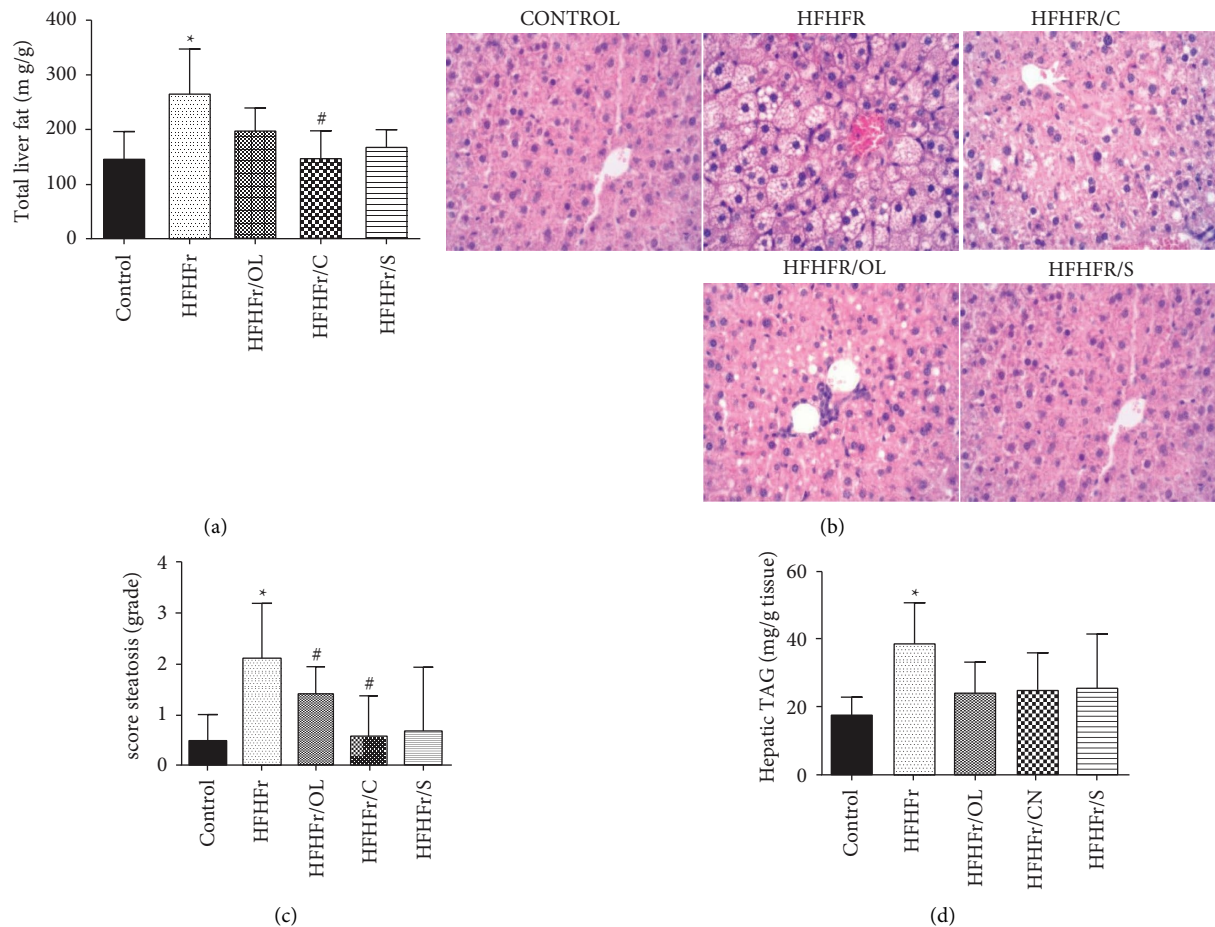 Total liver fat (m g/g)
400
300
200
100
0
*
#
Control
HFHFr
HFHFr/OL
HFHFr/C
HFHFr/S
(a)
CONTROL
HFHFR
HFHFR/C
HFHFR/OL
HFHFR/S
(b)
score steatosis (grade)
4
3
2
1
0
*
#
#
Control
HFHFr
HFHFr/OL
HFHFr/C
HFHFr/S
(c)
Hepatic TAG (mg/g tissue)
60
40
20
0
*
Control
HFHFr
HFHFr/OL
HFHFr/CN
HFHFr/S
(d)